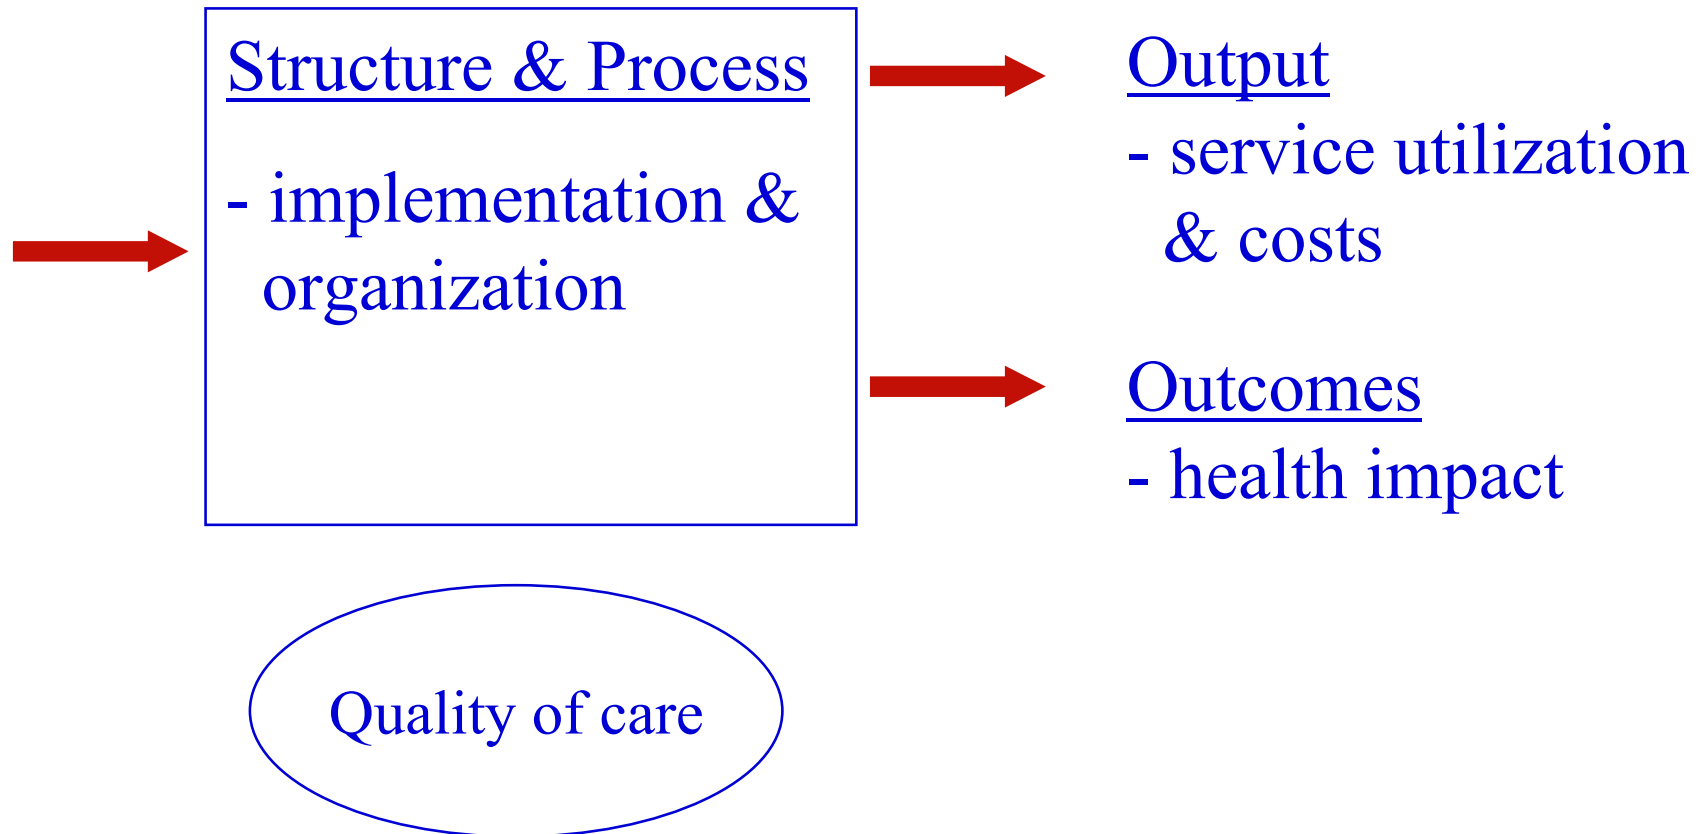 Structure & Process
- implementation &
organization
Output
- service utilization
& costs
Outcomes
- health impact
Quality of care